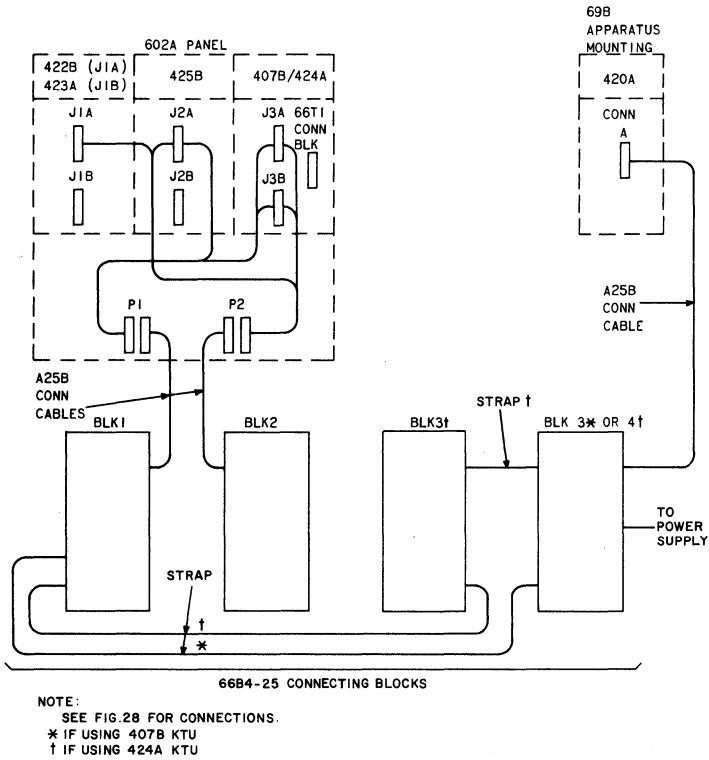 69B
APPARATUS
MOUNTING
602A PANEL
422B (J1A)
423A (J1B)
425B
407B/424A
420A
J1A
J2A
J3A
66T1
CONN
BLK
CONN
A
J1B
J2B
J3B
P1
P2
A25B
CONN
CABLE
A25B
CONN
CABLES
STRAP †
BLK1
BLK2
BLK3†
BLK 3* OR 4†
TO
POWER
SUPPLY
STRAP
†
*
66B4-25 CONNECTING BLOCKS
NOTE:
SEE FIG.28 FOR CONNECTIONS.
* IF USING 407B KTU
† IF USING 424A KTU